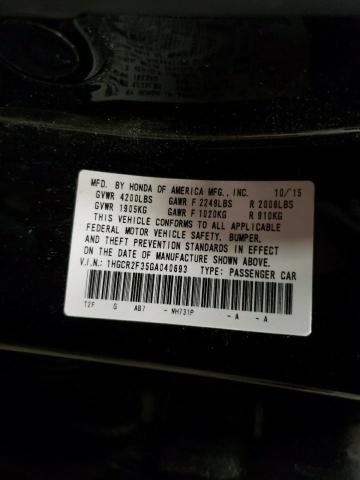 MFD. BY HONDA OF AMERICA MFG., INC. 10/15
GVWR 4200LBS GAWR F 2249LBS R 2006LBS
GVWR 1905KG GAWR F 1020KG R 910KG
THIS VEHICLE CONFORMS TO ALL APPLICABLE
FEDERAL MOTOR VEHICLE SAFETY, BUMPER,
AND THEFT PREVENTION STANDARDS IN EFFECT
ON THE DATE OF MANUFACTURE SHOWN ABOVE.
V.I.N.: 1HGCR2F35GA040693 TYPE: PASSENGER CAR
T2F G AB7 - NH731P - A - A